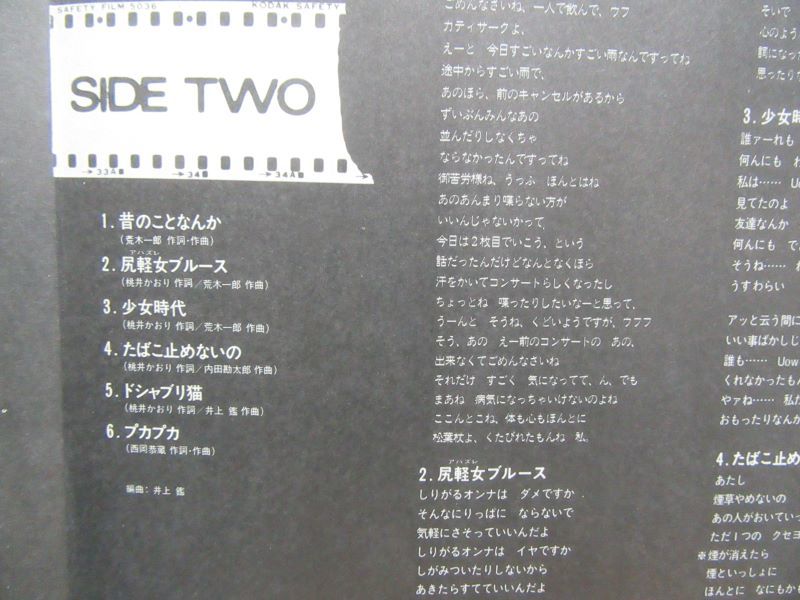 SAFETY FILM 5036
KODAK SAFETY
SIDE TWO
→33A
→34
→34A
1.昔のことなんか
(荒木一郎 作詞・作曲)
アバズレ
2.尻軽女ブルース
(桃井かおり 作詞/荒木一郎 作曲)
3.少女時代
(桃井かおり 作詞/荒木一郎 作曲)
4.たばこ止めないの
(桃井かおり 作詞/内田勘太郎 作曲)
5.ドシャブリ猫
(桃井かおり 作詞/井上 鑑 作曲)
6.プカプカ
(西岡恭蔵 作詞・作曲)
編曲:井上 鑑
ごめんなさいね、一人で飲んで、ウフ
カティサークよ、
えーと 今日すごいなんかすごい雨なんですってね
途中からすごい雨で、
あのほら、前のキャンセルがあるから
ずいぶんみんなあの
並んだりしなくちゃ
ならなかったんですってね
御苦労様ね、うっふ ほんとはね
あのあんまり喋らない方が
いいんじゃないかって、
今日は2枚目でいこう、という
話だったんだけどなんとなくほら
汗をかいてコンサートらしくなったし
ちょっとね 喋ったりしたいなーと思って、
うーんと そうね、くどいようですが、フフフ
そう、あの えー前のコンサートの あの、
出来なくてごめんなさいね
それだけ すごく 気になってて、ん、でも
まあね 病気になっちゃいけないのよね
ここんとこね、体も心もほんとに
松葉杖よ、くたびれたもんね 私。
アバズレ
2.尻軽女ブルース
しりがるオンナは ダメですか
そんなにりっぱに ならないで
気軽にさそっていいんだよ
しりがるオンナは イヤですか
しがみついたりしないから
あきたらすてていいんだよ
そいで
心のよう
餌になった
思ったり
3.少女時
誰ァーれも
何んにも
私は…… Uo
見てたのよ
友達なんか
何んにも で
そうね……
うすわらい
アッと云う間に
いい事ばかしじ
誰も…… Uow
くれなかったもん
やァね…… 私
おもったりなんか
4.たばこ止め
あたし
煙草やめないの
あの人がおいていっ
ただ1つの クセヨ
※煙が消えたら
煙といっしょに
ほんとに なにもかも